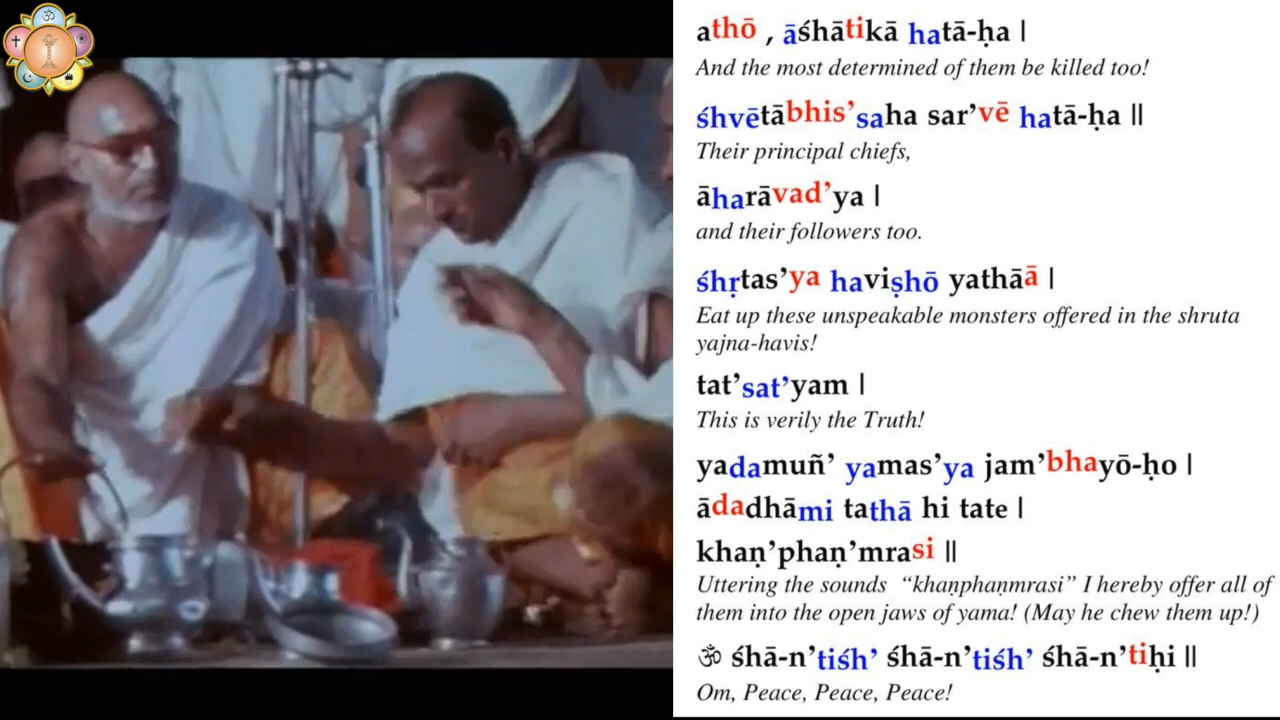 athō , āśhātikā hatā-ḥa |
And the most determined of them be killed too!
śhvētābhis’saha sar’vē hatā-ḥa ||
Their principal chiefs,
āharāvad’ya |
and their followers too.
śhṛtas’ya haviṣhō yathāā |
Eat up these unspeakable monsters offered in the shruta
yajna-havis!
tat’sat’yam |
This is verily the Truth!
yadamuñ’ yamas’ya jam’bhayō-ḥo |
ādadhāmi tathā hi tate |
khaṇ’phaṇ’mrasi ||
Uttering the sounds “khaṇphaṇmrasi” I hereby offer all of
them into the open jaws of yama! (May he chew them up!)
ॐ śhā-n’tiśh’ śhā-n’tiśh’ śhā-n’tiḥi ||
Om, Peace, Peace, Peace!